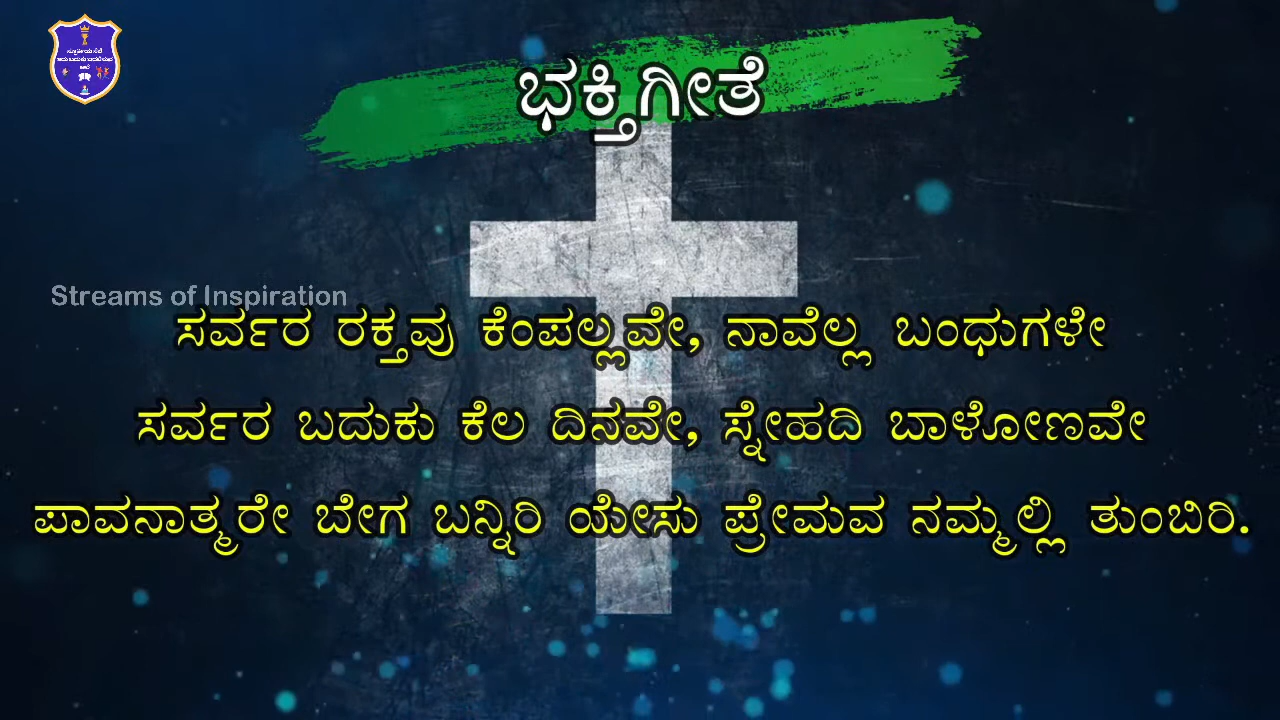 ಭಕ್ತಿಗೀತೆ
Streams of Inspiration
ಸರ್ವರ ರಕ್ತವು ಕೆಂಪಲ್ಲವೇ, ನಾವೆಲ್ಲ ಬಂಧುಗಳೇ
ಸರ್ವರ ಬದುಕು ಕೆಲ ದಿನವೇ, ಸ್ನೇಹದಿ ಬಾಳೋಣವೇ
ಪಾವನಾತ್ಮರೇ ಬೇಗ ಬನ್ನಿರಿ ಯೇಸು ಪ್ರೇಮವ ನಮ್ಮಲ್ಲಿ ತುಂಬಿರಿ.